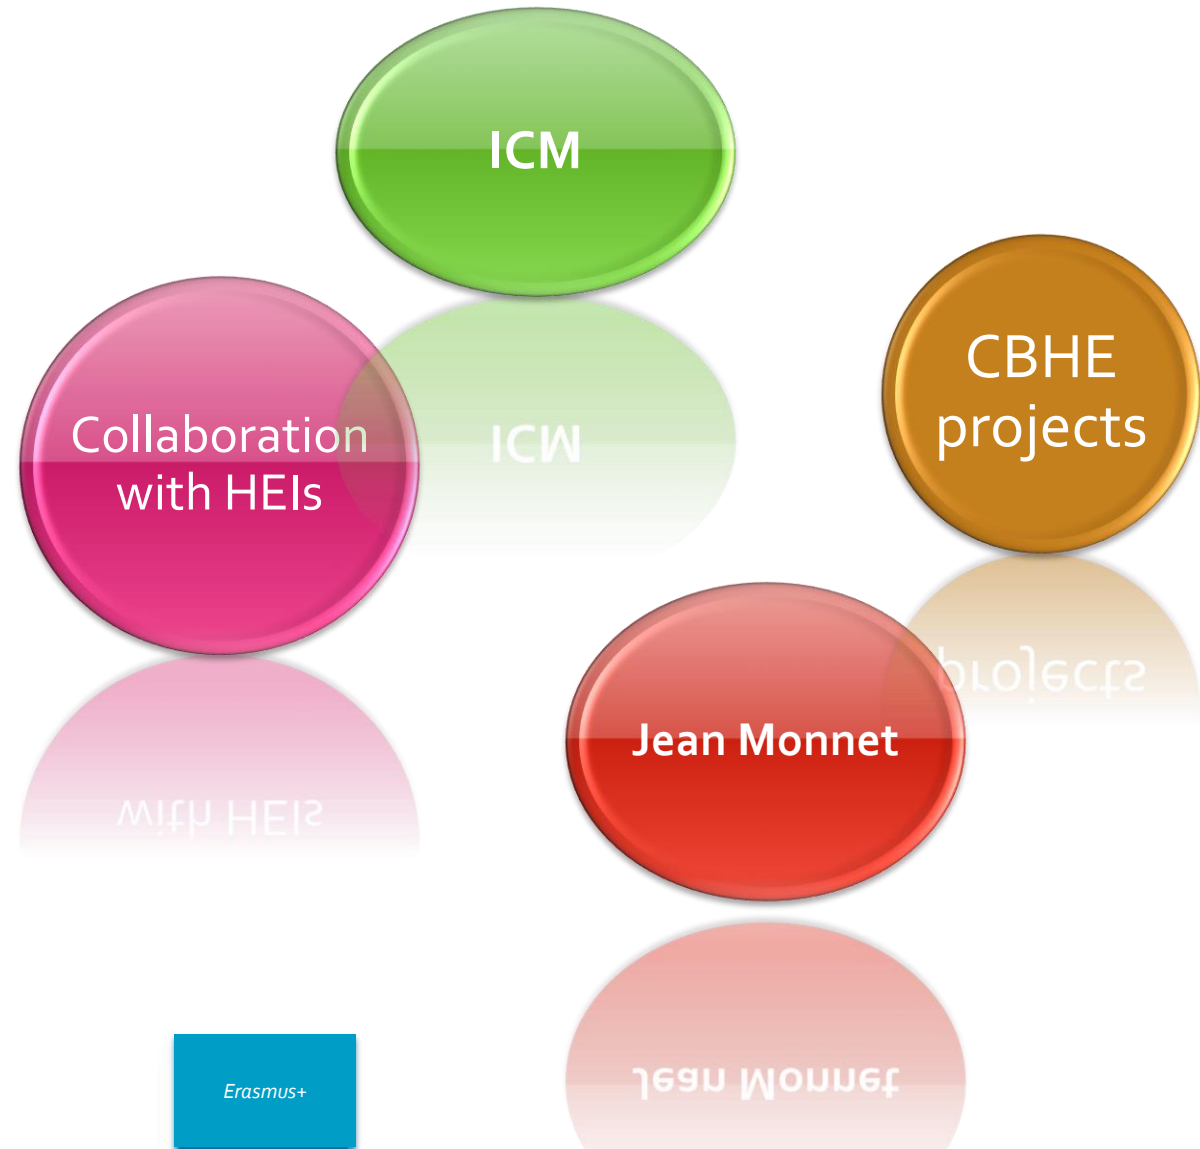 ICM
CBHE
projects
Collaboration
with HEIs
Jean Monnet
Erasmus+